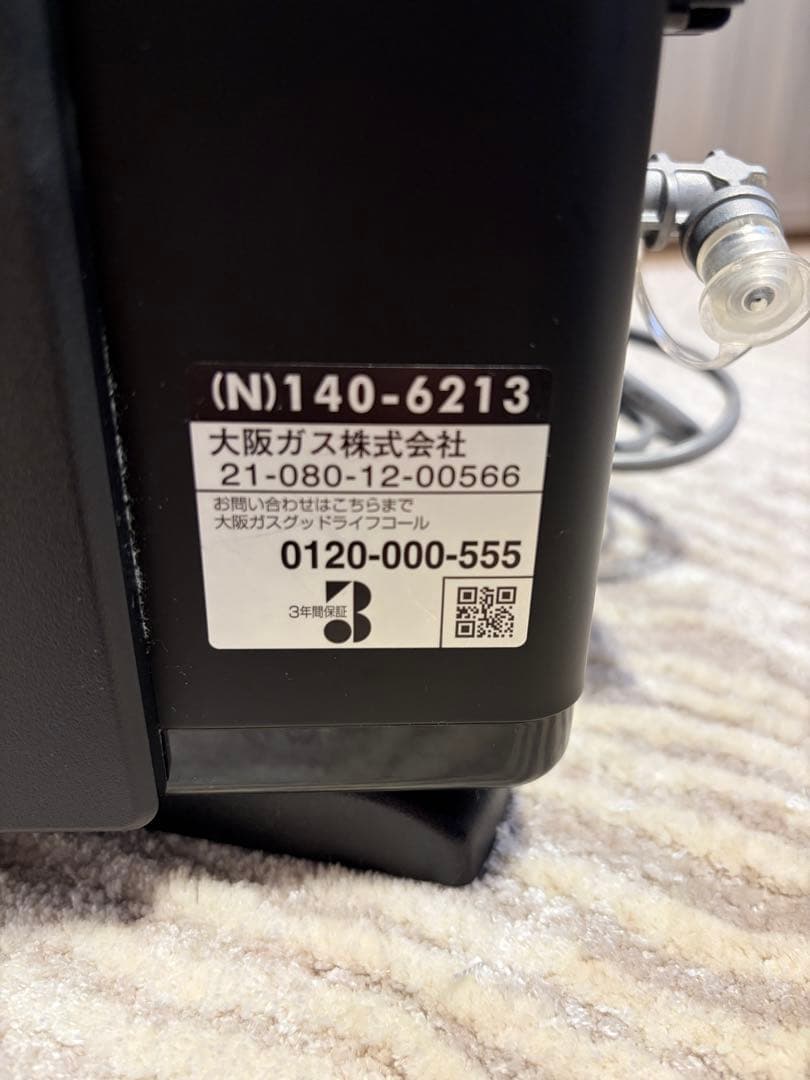 (N)140-6213
大阪ガス株式会社
21-080-12-00566
お問い合わせはこちらまで
大阪ガスグッドライフコール
0120-000-555
3年間保証
3